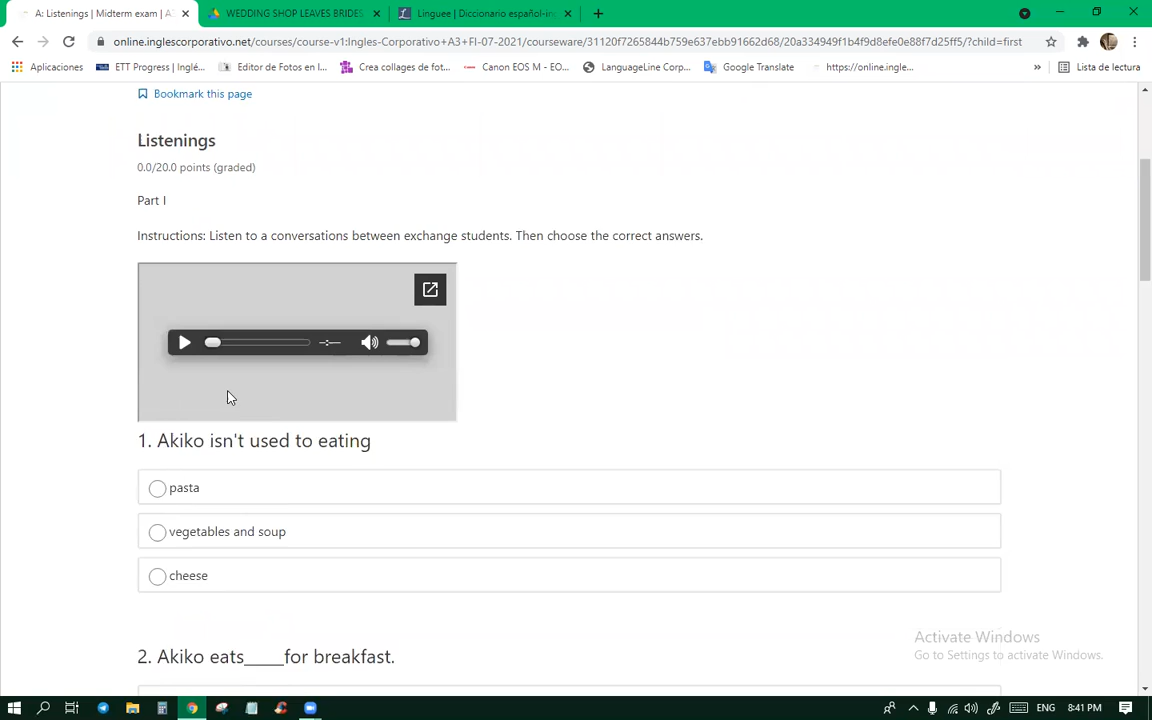 A: Listenings | Midterm exam | A3
WEDDING SHOP LEAVES BRIDES
Linguee | Diccionario español-in
online.inglescorporativo.net/courses/course-v1:Ingles-Corporativo+A3+FI-07-2021/courseware/31120f7265844b759e637ebb91662d68/20a334949f1b4f9d8efe0e88f7d25ff5/?child=first
Aplicaciones
ETT Progress | Inglé...
Editor de Fotos en l...
Crea collages de fot...
Canon EOS M - EO...
LanguageLine Corp...
Google Translate
https://online.ingle...
»
Lista de lectura
Bookmark this page
Listenings
0.0/20.0 points (graded)
Part I
Instructions: Listen to a conversations between exchange students. Then choose the correct answers.
-:--
1. Akiko isn't used to eating
pasta
vegetables and soup
cheese
2. Akiko eats_____for breakfast.
Activate Windows
Go to Settings to activate Windows.
ENG
8:41 PM